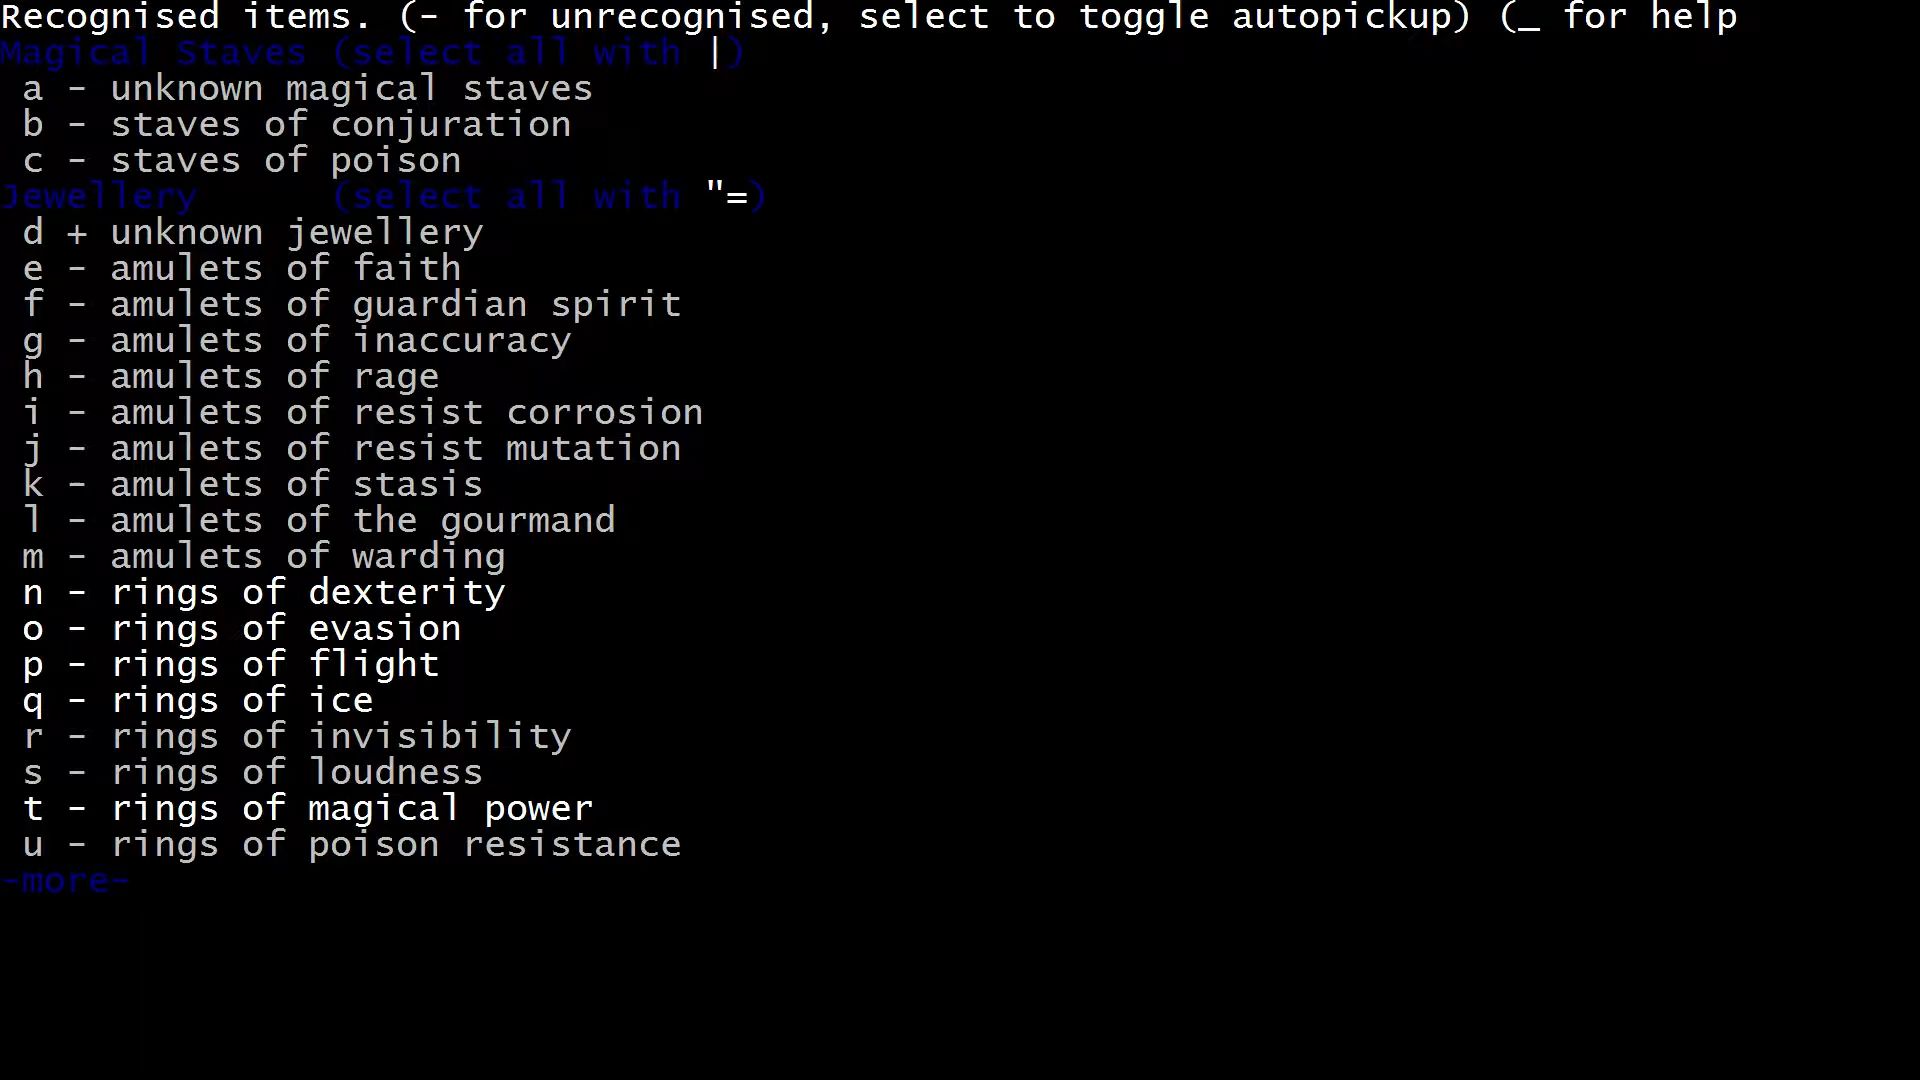 Recognised items. (- for unrecognised, select to toggle autopickup) (_ for help
Magical Staves (select all with |)
a - unknown magical staves
b - staves of conjuration
c - staves of poison
Jewellery      (select all with "=)
d + unknown jewellery
e - amulets of faith
f - amulets of guardian spirit
g - amulets of inaccuracy
h - amulets of rage
i - amulets of resist corrosion
j - amulets of resist mutation
k - amulets of stasis
l - amulets of the gourmand
m - amulets of warding
n - rings of dexterity
o - rings of evasion
p - rings of flight
q - rings of ice
r - rings of invisibility
s - rings of loudness
t - rings of magical power
u - rings of poison resistance
-more-